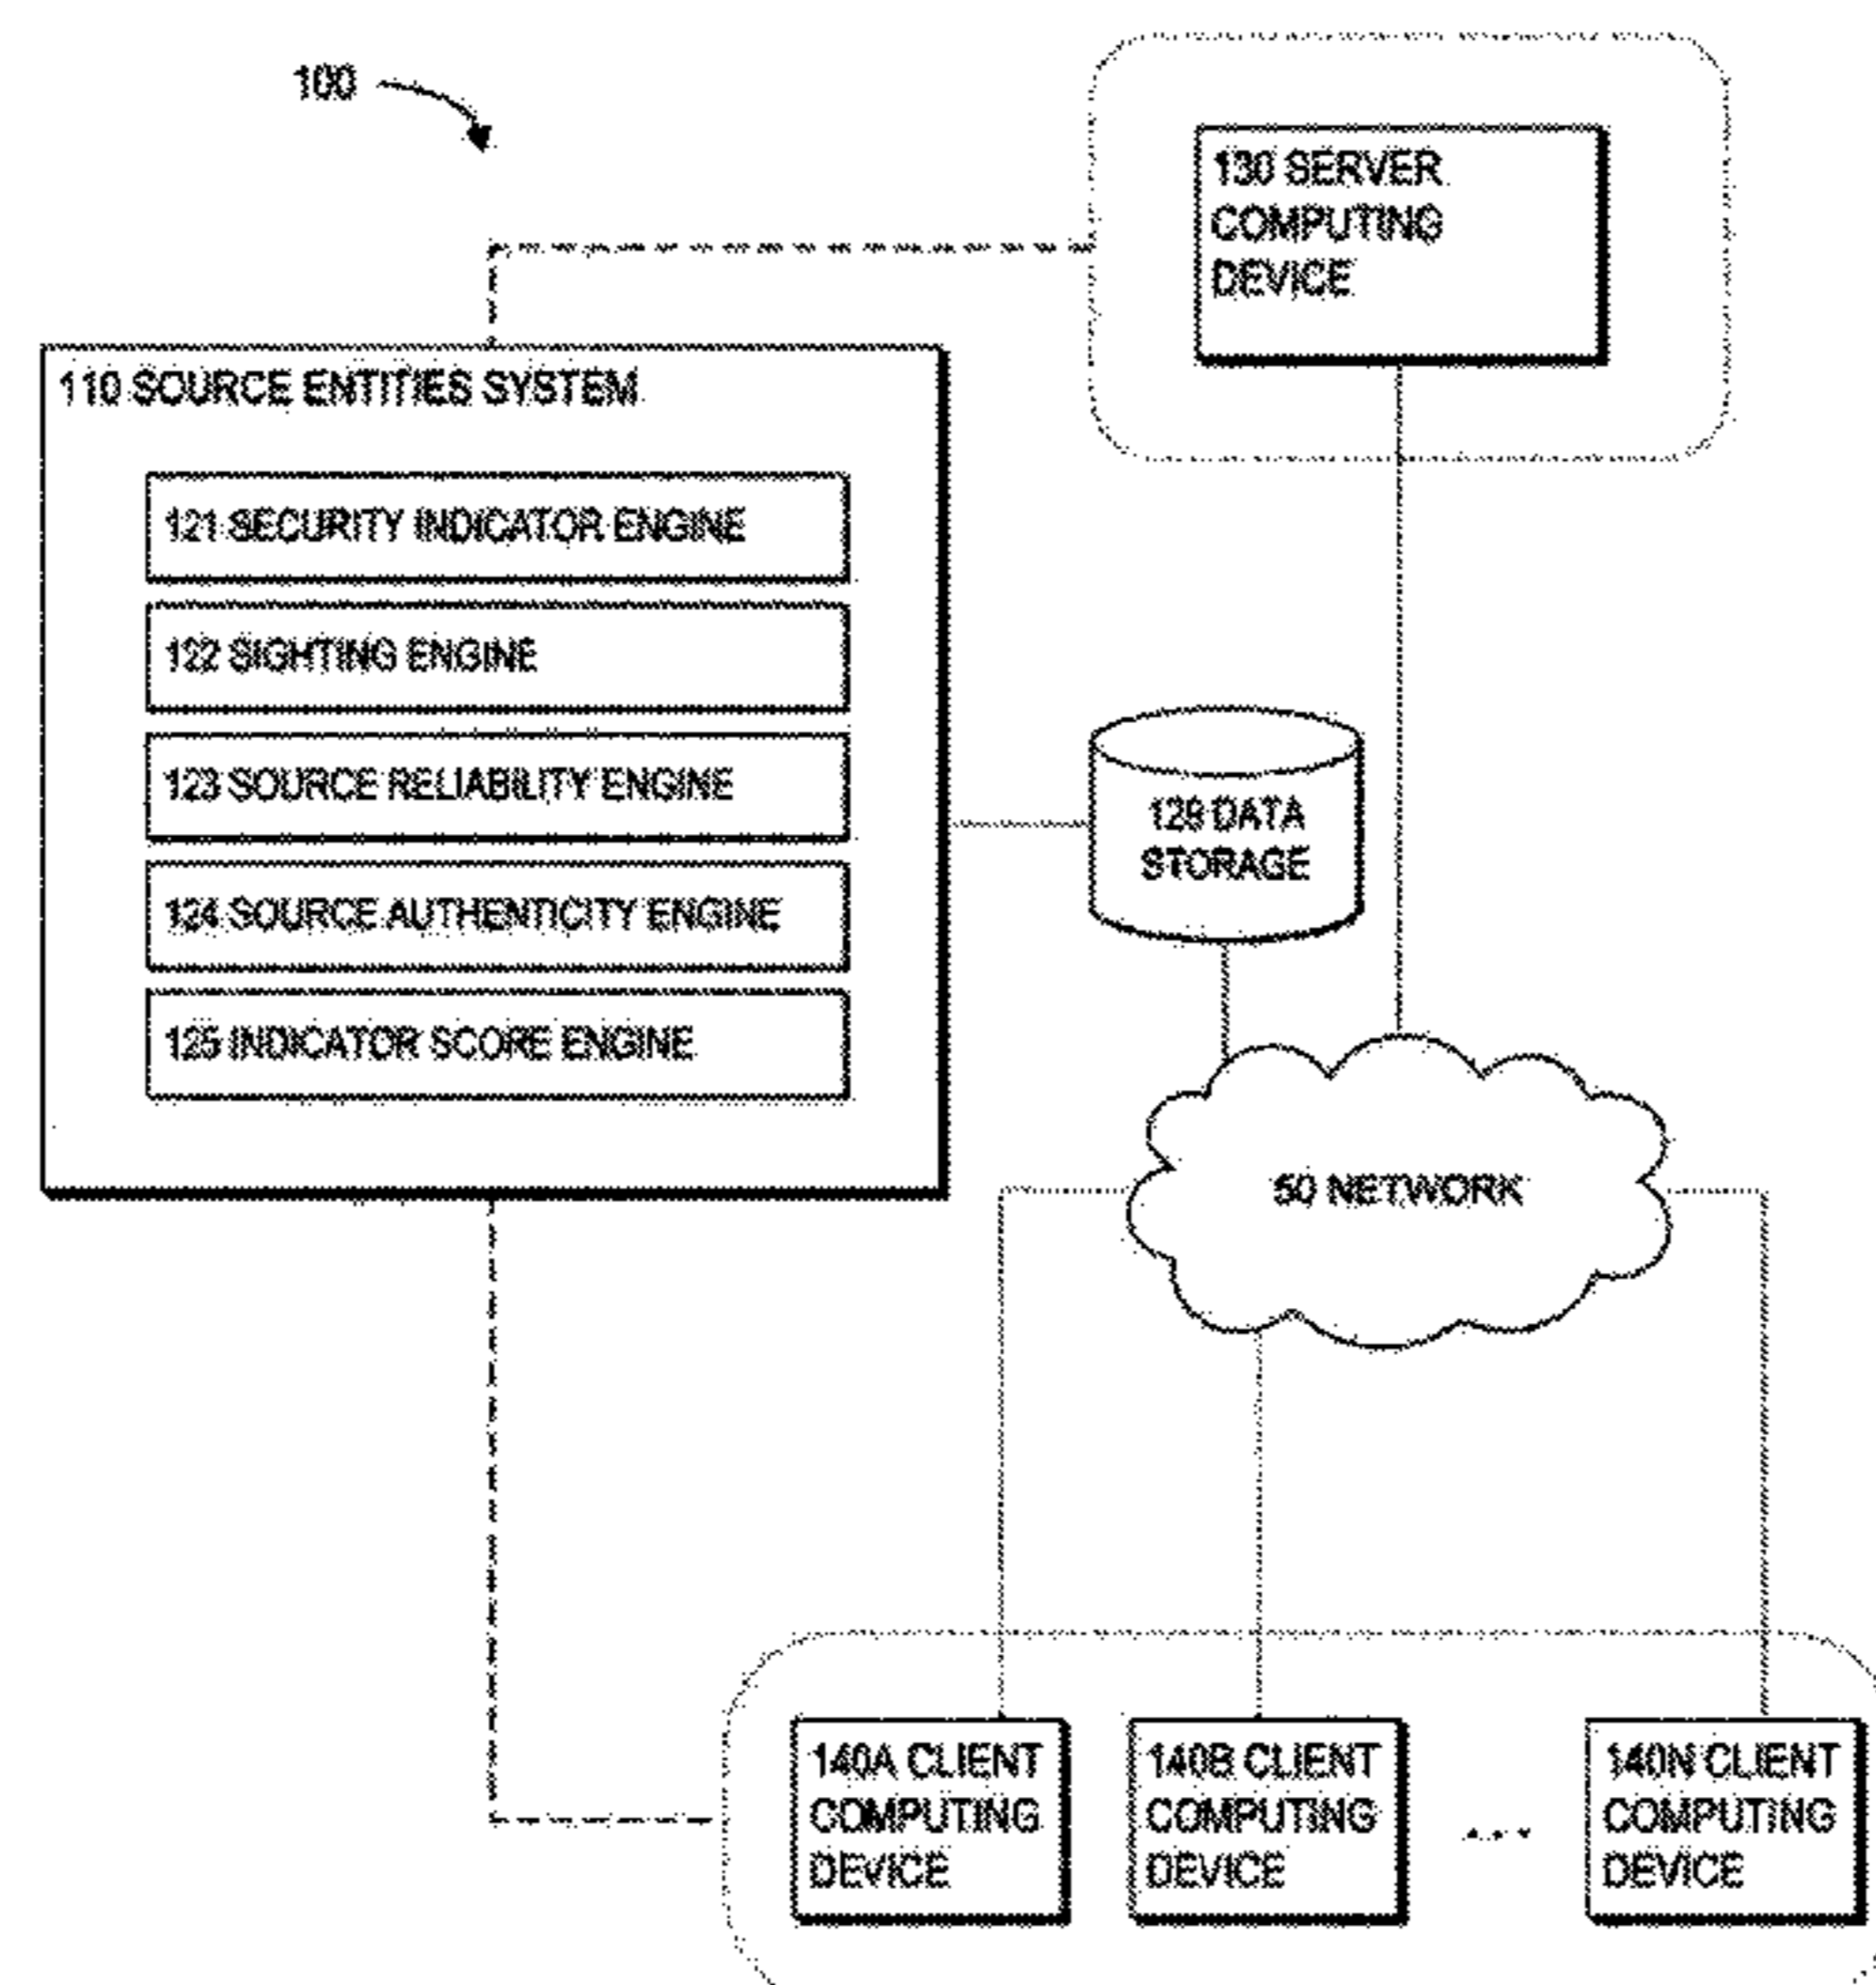 100
130 SERVER
COMPUTING
DEVICE
110 SOURCE ENTITIES SYSTEM
121 SECURITY INDICATOR ENGINE
122 SIGHTING ENGINE
123 SOURCE RELIABILITY ENGINE
124 SOURCE AUTHENTICITY ENGINE
125 INDICATOR SCORE ENGINE
129 DATA
STORAGE
50 NETWORK
140A CLIENT
COMPUTING
DEVICE
140B CLIENT
COMPUTING
DEVICE
...
140N CLIENT
COMPUTING
DEVICE